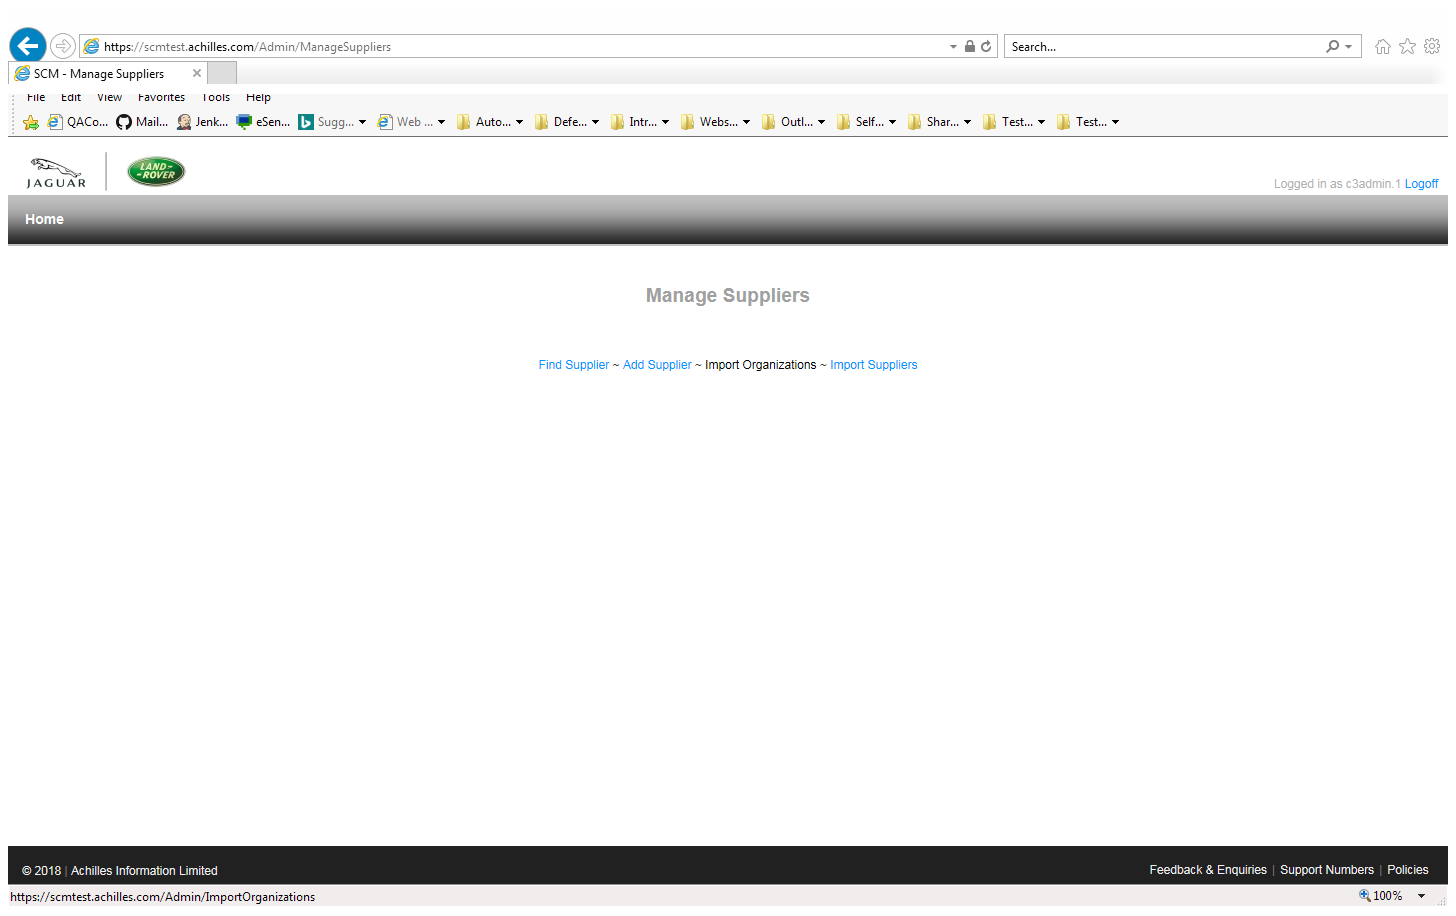 https://scmtest.achilles.com/Admin/ManageSuppliers
Search...
SCM - Manage Suppliers
File Edit View Favorites Tools Help
QACo... Mail... Jenk... eSen... Sugg... Web ... Auto... Defe... Intr... Webs... Outl... Self... Shar... Test... Test...
JAGUAR
LAND-
-ROVER
Logged in as c3admin.1 Logoff
Home
Manage Suppliers
Find Supplier ~ Add Supplier ~ Import Organizations ~ Import Suppliers
© 2018 | Achilles Information Limited
Feedback & Enquiries | Support Numbers | Policies
https://scmtest.achilles.com/Admin/ImportOrganizations
100%